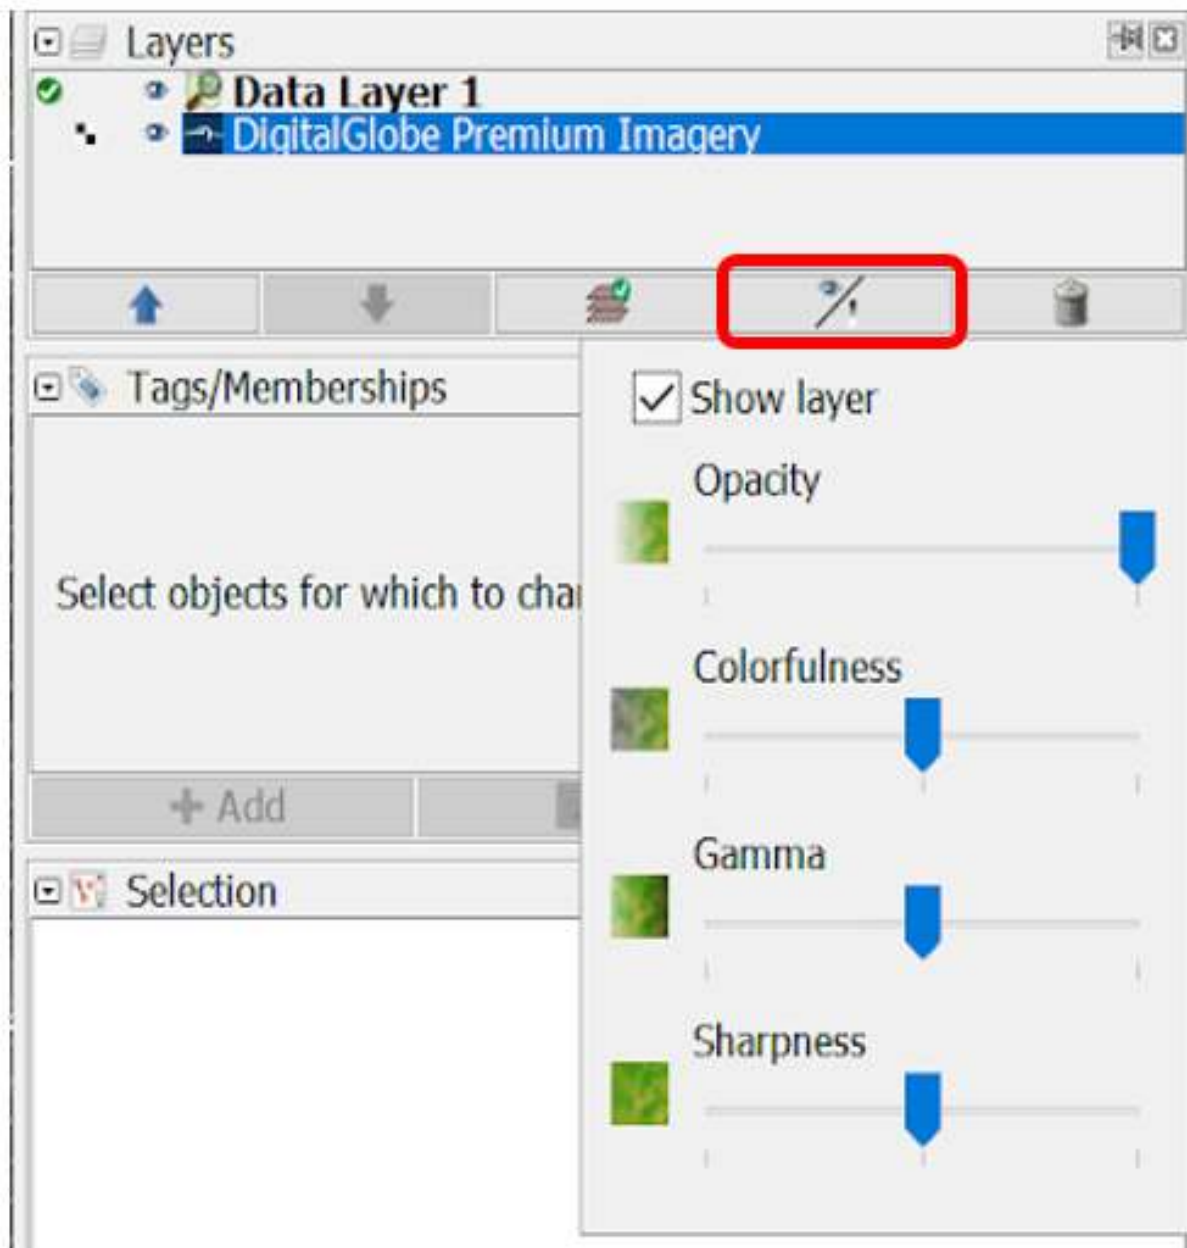 Layers
Data Layer 1
DigitalGlobe Premium Imagery
Tags/Memberships
Select objects for which to
Add
Selection
Show layer
Opacity
Colorfulness
Gamma
Sharpness